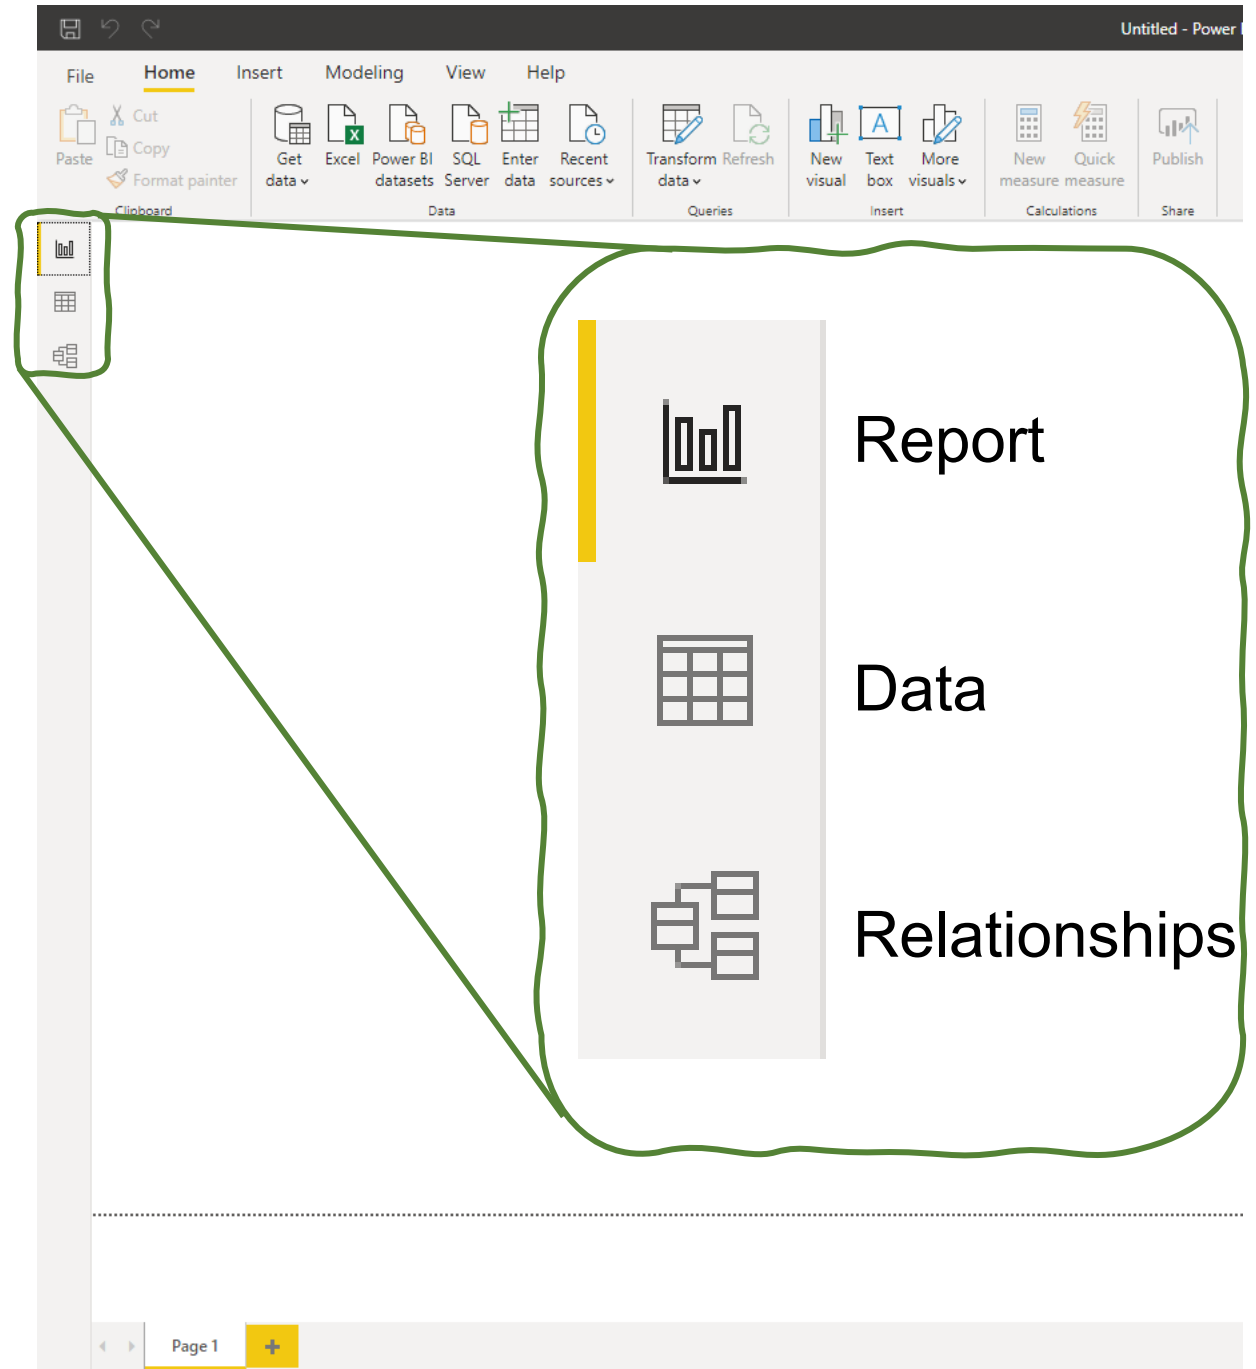 Untitled - Power
File Home Insert Modeling View Help
Paste
Cut
Copy
Format painter
Clipboard
Get data
Excel
Power BI datasets
SQL Server
Enter data
Recent sources
Data
Transform data
Refresh
Queries
New visual
Text box
More visuals
Insert
New measure
Quick measure
Calculations
Publish
Share
A
X
Report
Data
Relationships
Page 1